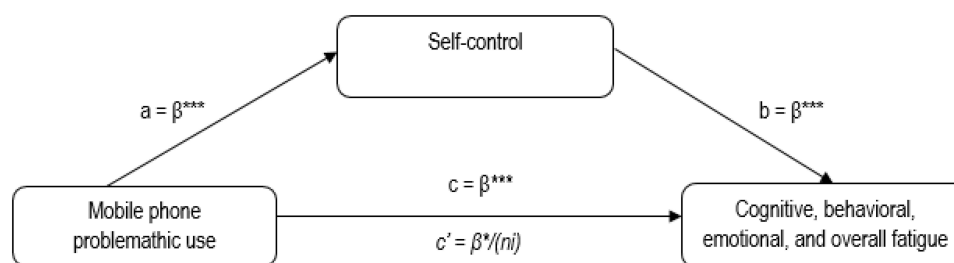 Self-control
a = β***
b = β***
c = β***
Mobile phone
problemathic use
c' = β*/(ni)
Cognitive, behavioral,
emotional, and overall fatigue